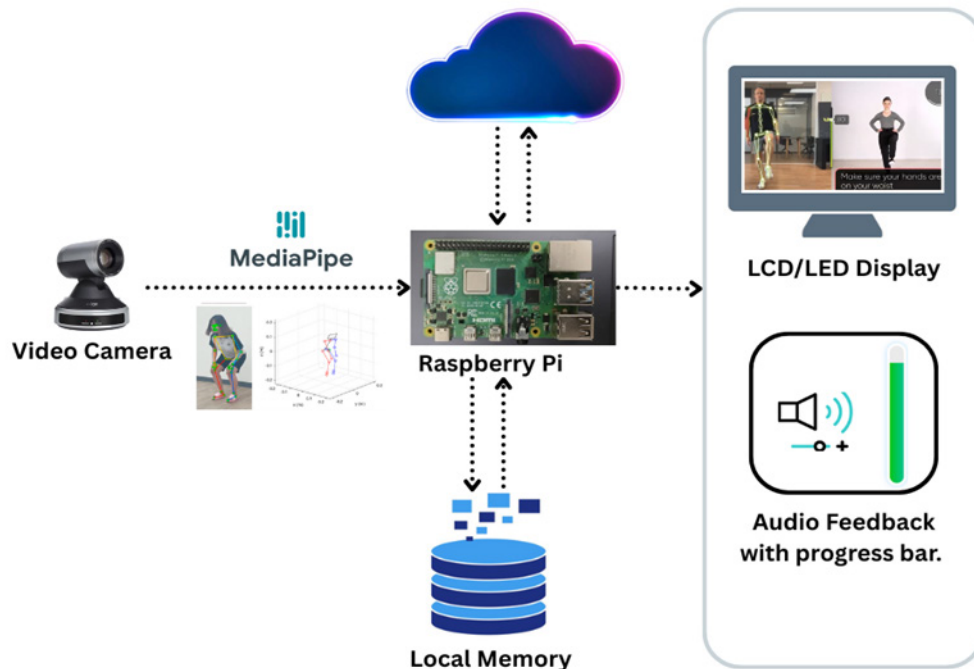 MediaPipe
Video Camera
Raspberry Pi
Make sure your hands are
on your waist
LCD/LED Display
Audio Feedback
with progress bar.
Local Memory